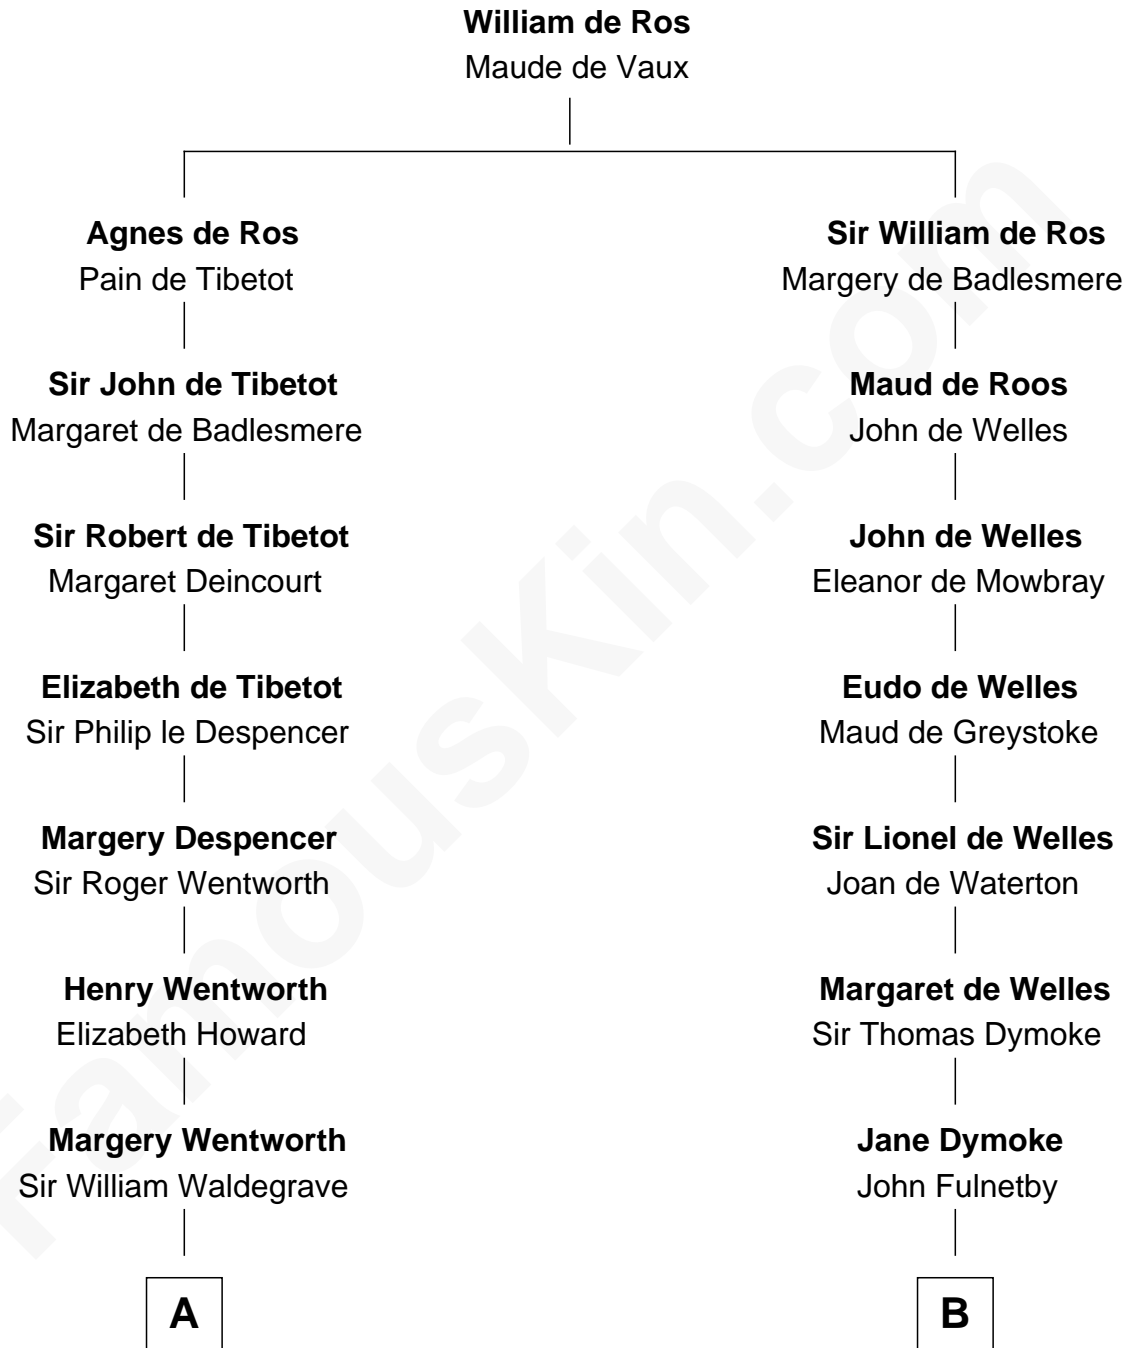 William de Ros
Maude de Vaux
Agnes de Ros
Pain de Tibetot
Sir John de Tibetot
Margaret de Badlesmere
Sir Robert de Tibetot
Margaret Deincourt
Elizabeth de Tibetot
Sir Philip le Despencer
Margery Despencer
Sir Roger Wentworth
Henry Wentworth
Elizabeth Howard
Margery Wentworth
Sir William Waldegrave
A
Sir William de Ros
Margery de Badlesmere
Maud de Roos
John de Welles
John de Welles
Eleanor de Mowbray
Eudo de Welles
Maud de Greystoke
Sir Lionel de Welles
Joan de Waterton
Margaret de Welles
Sir Thomas Dymoke
Jane Dymoke
John Fulnetby
B
FamousKin.com